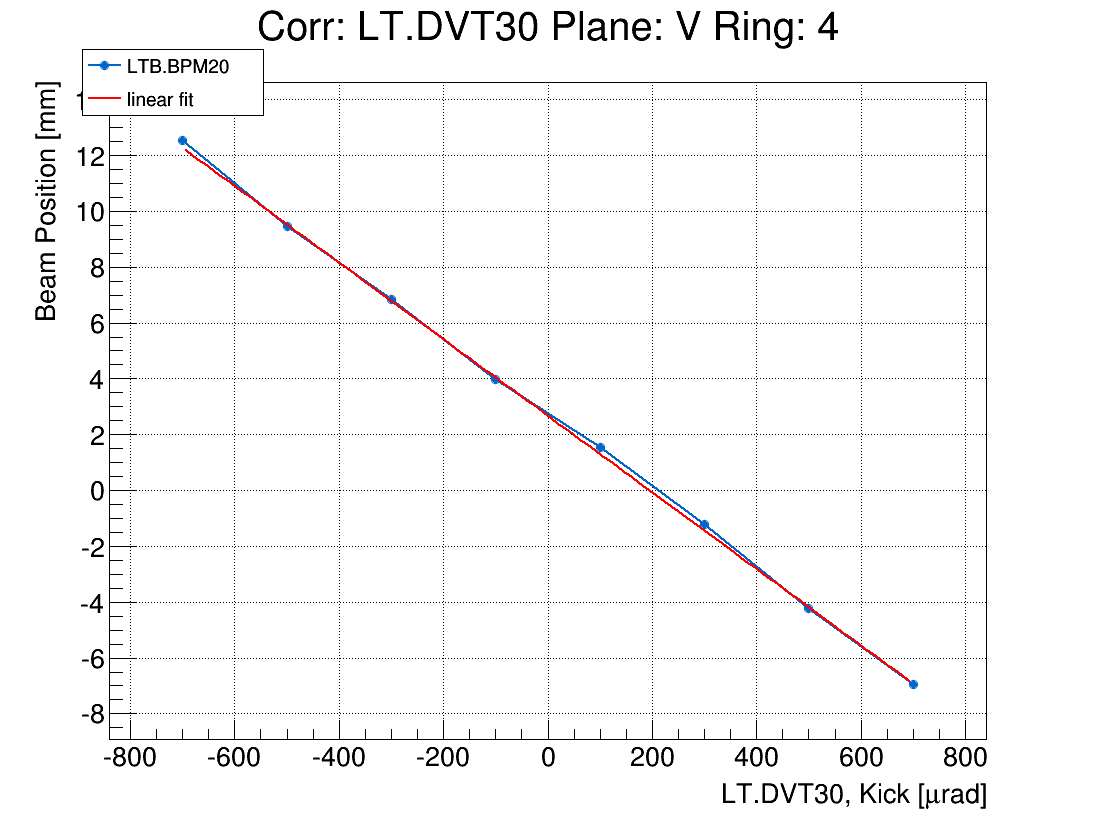 Corr: LT.DVT30 Plane: V Ring: 4
LTB.BPM20
linear fit
Beam Position [mm]
12
10
8
6
4
2
0
-2
-4
-6
-8
-800 -600 -400 -200 0 200 400 600 800
LT.DVT30, Kick [μrad]